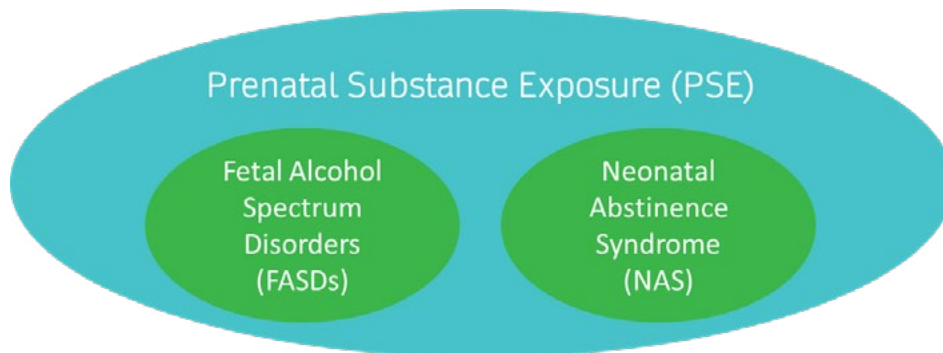 Prenatal Substance Exposure (PSE)
Fetal Alcohol
Spectrum
Disorders
(FASDs)
Neonatal
Abstinence
Syndrome
(NAS)